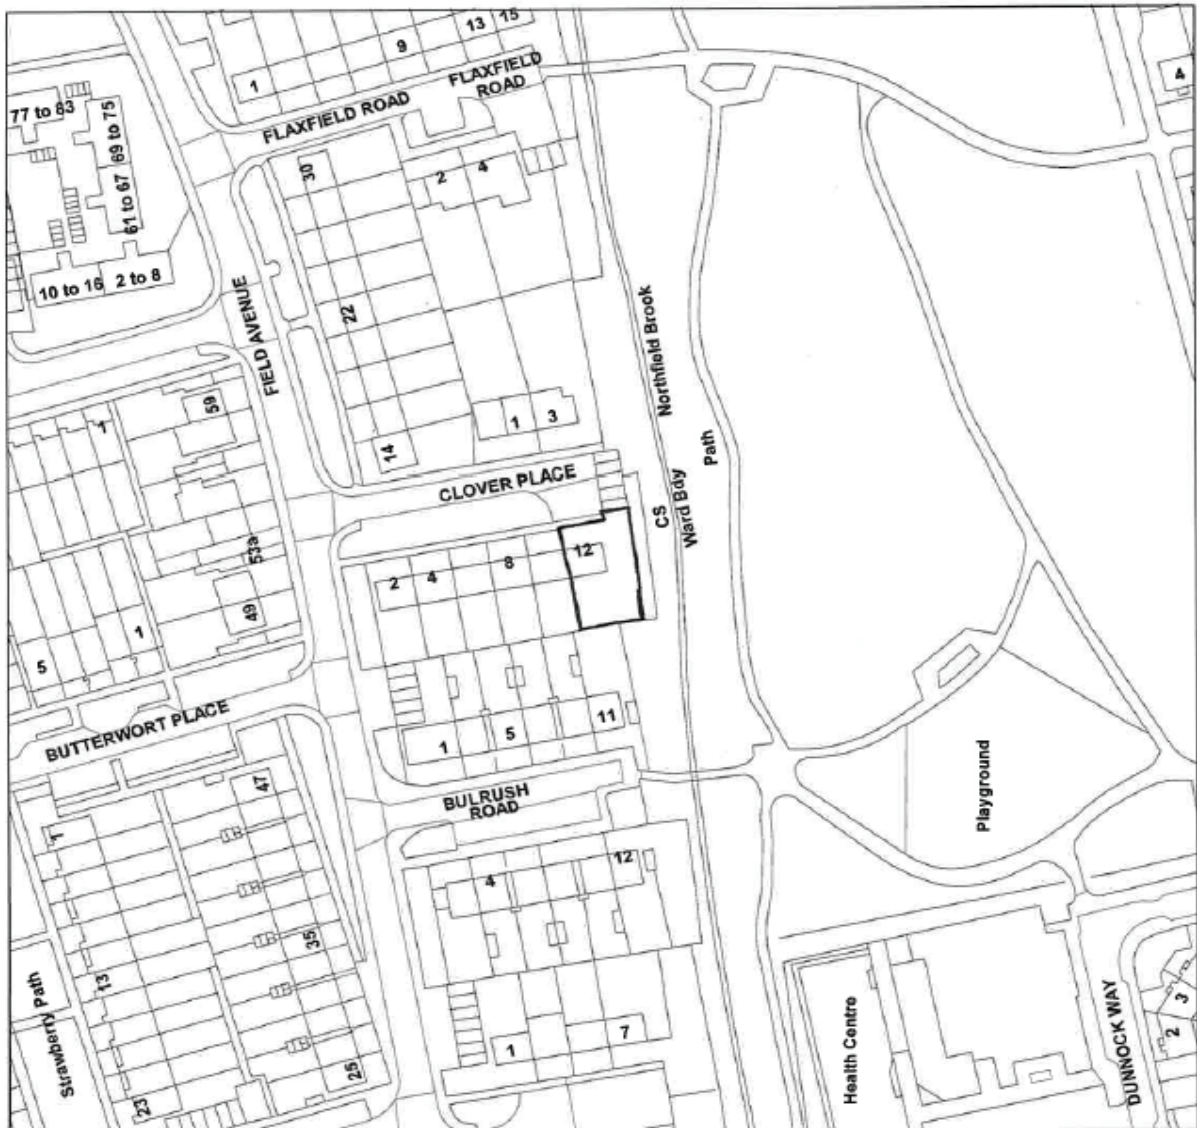 13
15
9
1
FLAXFIELD
ROAD
FLAXFIELD ROAD
4
77 to 83
69 to 75
61 to 67
10 to 16
2 to 8
30
2
4
22
FIELD AVENUE
Northfield Brook
Path
CS
Ward Bdy
59
1
14
1
3
CLOVER PLACE
12
8
4
2
53a
49
1
5
BUTTERWORT PLACE
11
5
1
BULRUSH
ROAD
47
1
Playground
12
4
35
13
Strawberry Path
25
23
7
1
Health Centre
DUNNOCK WAY
3
2